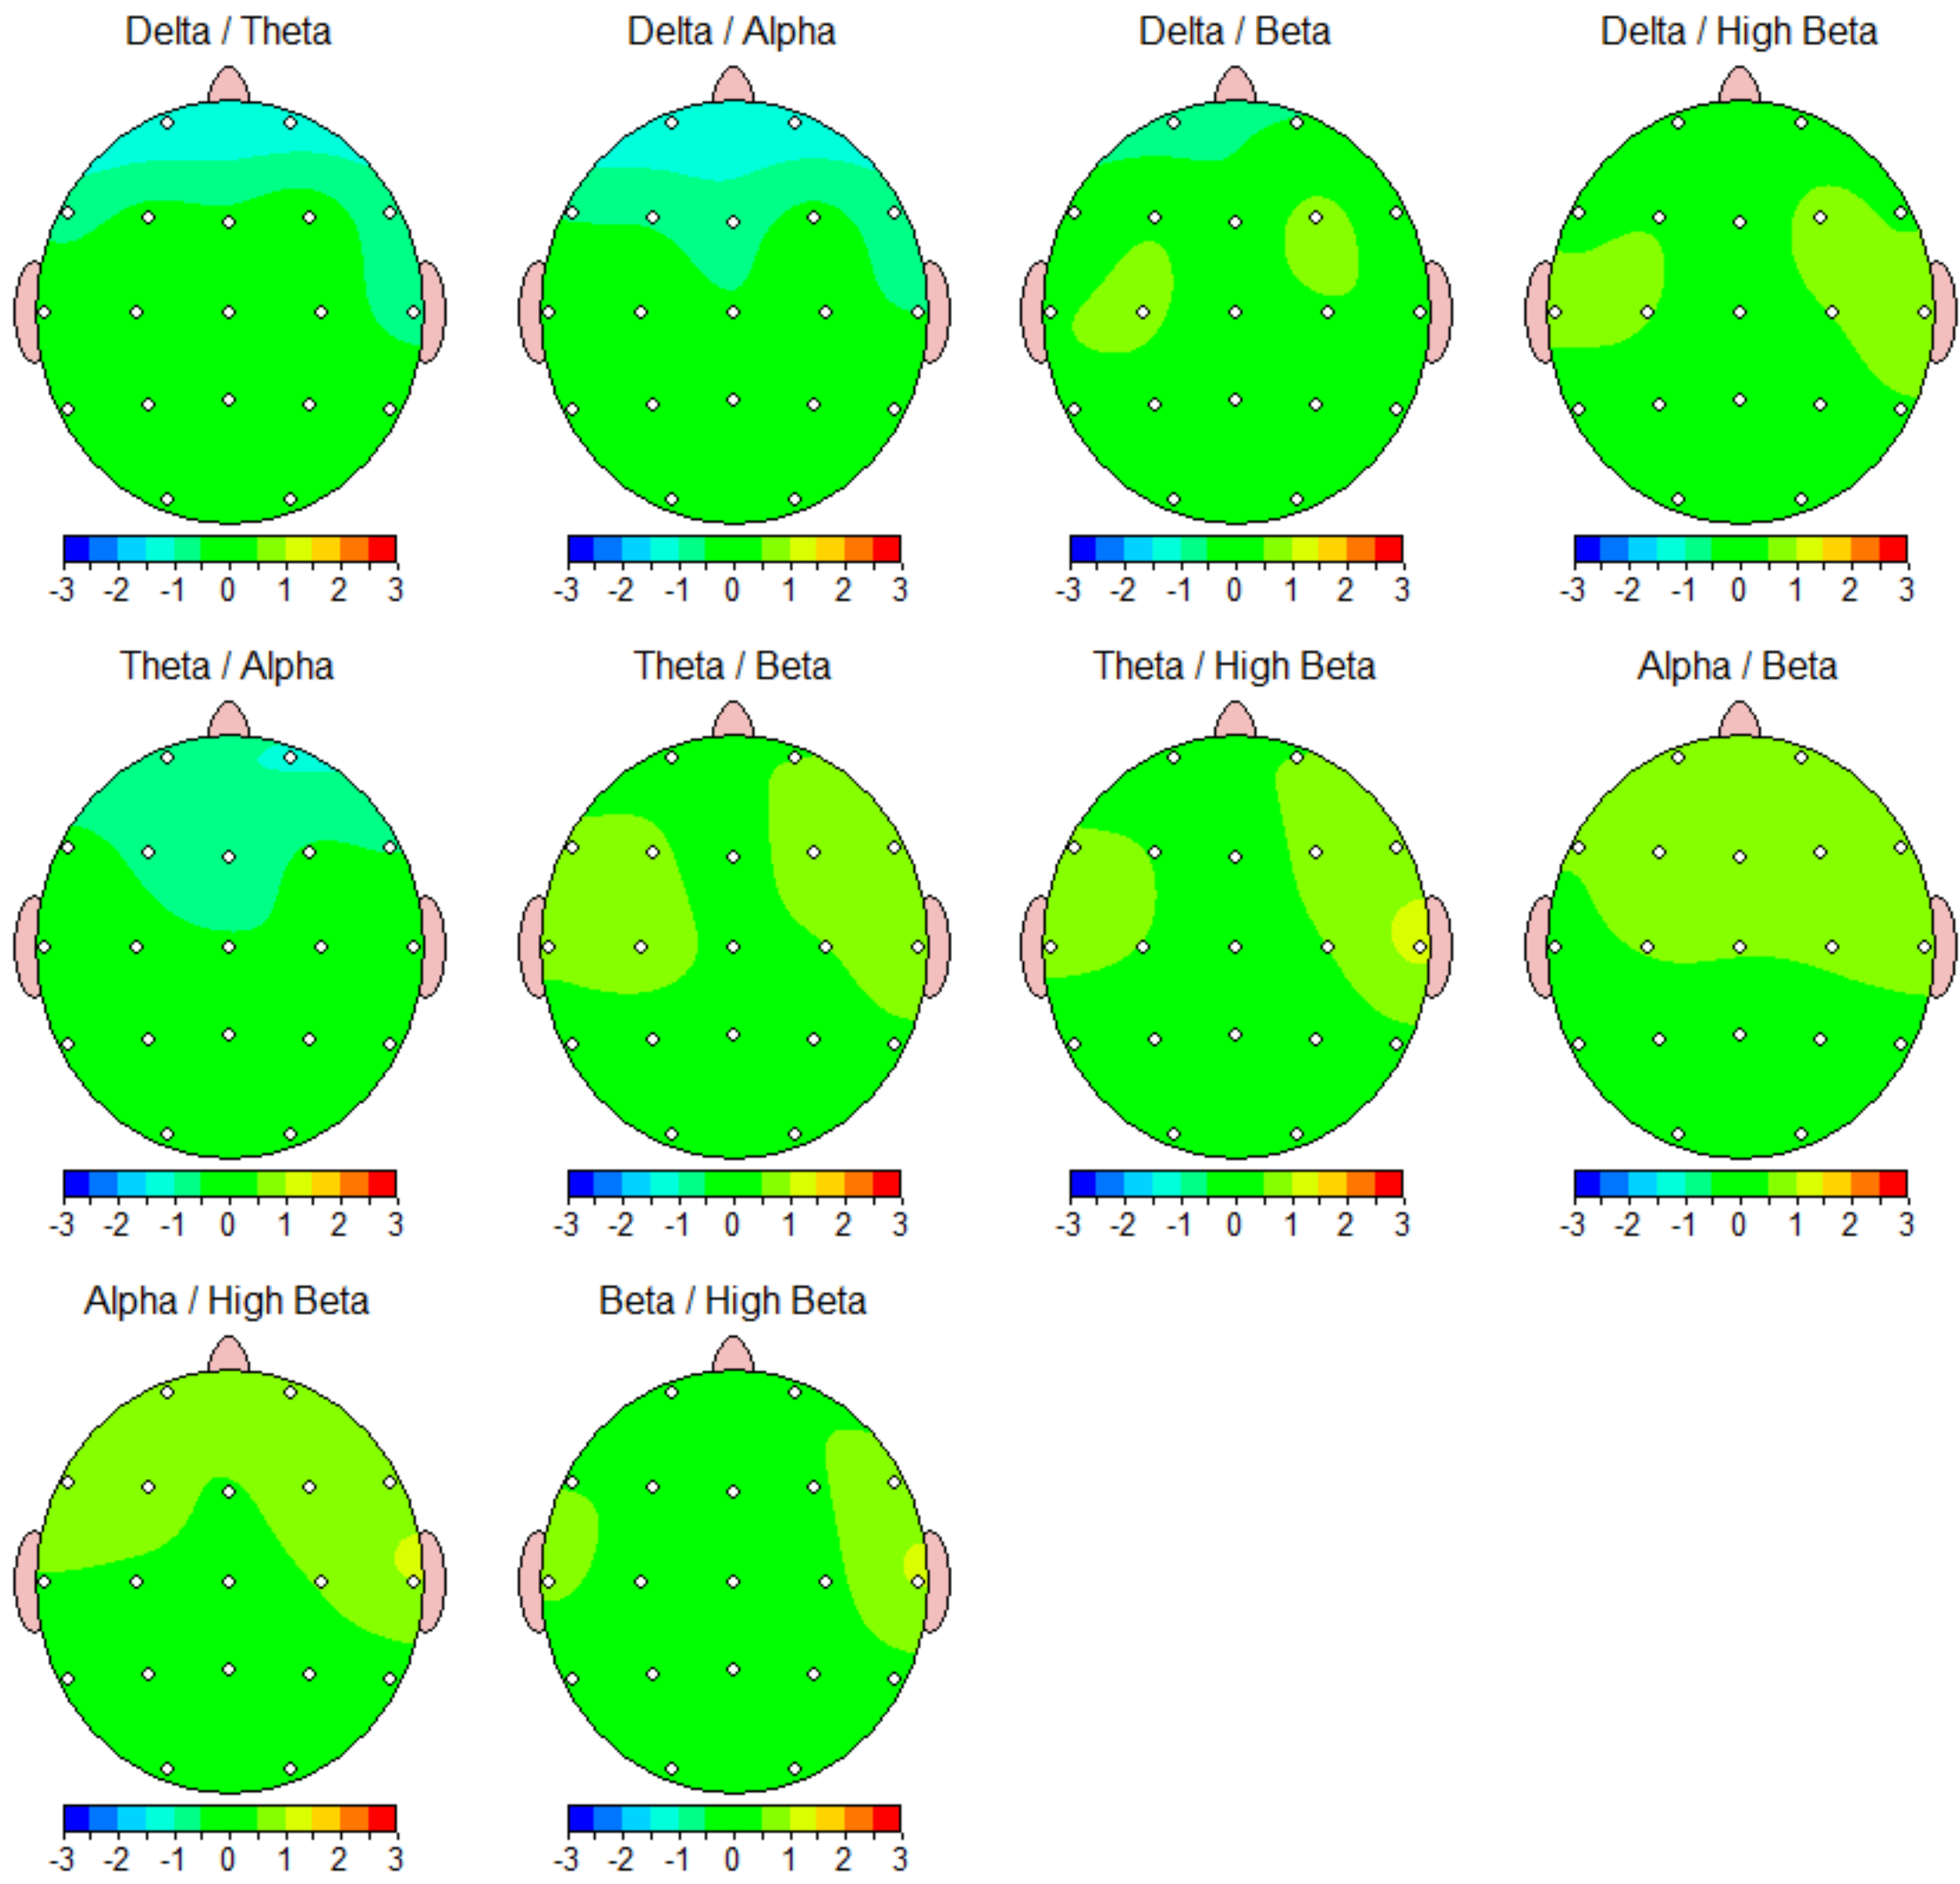 Delta / Theta
Delta / Alpha
Delta / Beta
Delta / High Beta
-3 -2 -1 0 1 2 3
-3 -2 -1 0 1 2 3
-3 -2 -1 0 1 2 3
-3 -2 -1 0 1 2 3
Theta / Alpha
Theta / Beta
Theta / High Beta
Alpha / Beta
-3 -2 -1 0 1 2 3
-3 -2 -1 0 1 2 3
-3 -2 -1 0 1 2 3
-3 -2 -1 0 1 2 3
Alpha / High Beta
Beta / High Beta
-3 -2 -1 0 1 2 3
-3 -2 -1 0 1 2 3